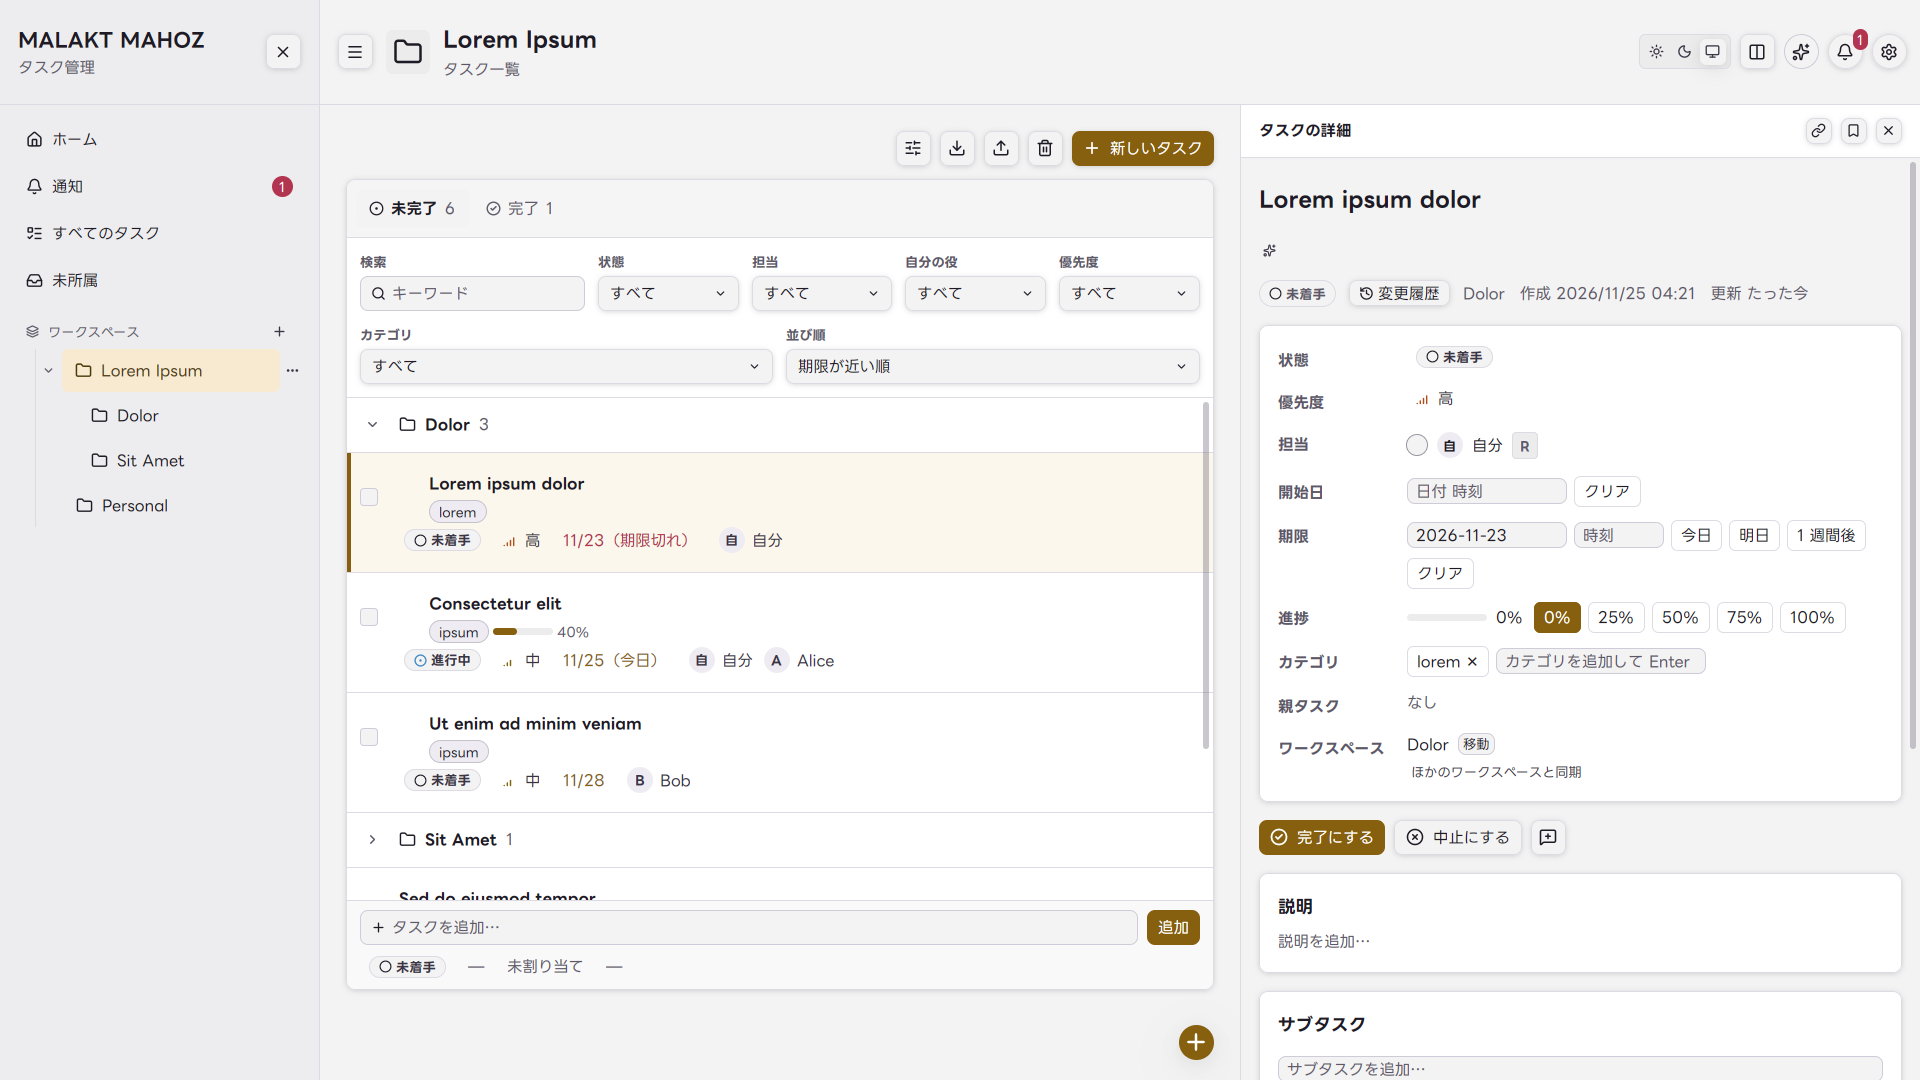 MALAKT MAHOZ
タスク管理
ホーム
通知 1
すべてのタスク
未所属
ワークスペース
Lorem Ipsum
Dolor
Sit Amet
Personal
Lorem Ipsum
タスク一覧
1
新しいタスク
未完了 6 完了 1
検索 状態 担当 自分の役 優先度
キーワード すべて すべて すべて すべて
カテゴリ 並び順
すべて 期限が近い順
Dolor 3
Lorem ipsum dolor
lorem
未着手 高 11/23（期限切れ） 自 自分
Consectetur elit
ipsum 40%
進行中 中 11/25（今日） 自 自分 A Alice
Ut enim ad minim veniam
ipsum
未着手 中 11/28 B Bob
Sit Amet 1
Sed do eiusmod tempor
タスクを追加… 追加
未着手 — 未割り当て —
タスクの詳細
Lorem ipsum dolor
未着手 変更履歴 Dolor 作成 2026/11/25 04:21 更新 たった今
状態 未着手
優先度 高
担当 自 自分 R
開始日 日付 時刻 クリア
期限 2026-11-23 時刻 今日 明日 1 週間後
クリア
進捗 0% 0% 25% 50% 75% 100%
カテゴリ lorem × カテゴリを追加して Enter
親タスク なし
ワークスペース Dolor 移動
ほかのワークスペースと同期
完了にする 中止にする
説明
説明を追加…
サブタスク
サブタスクを追加…